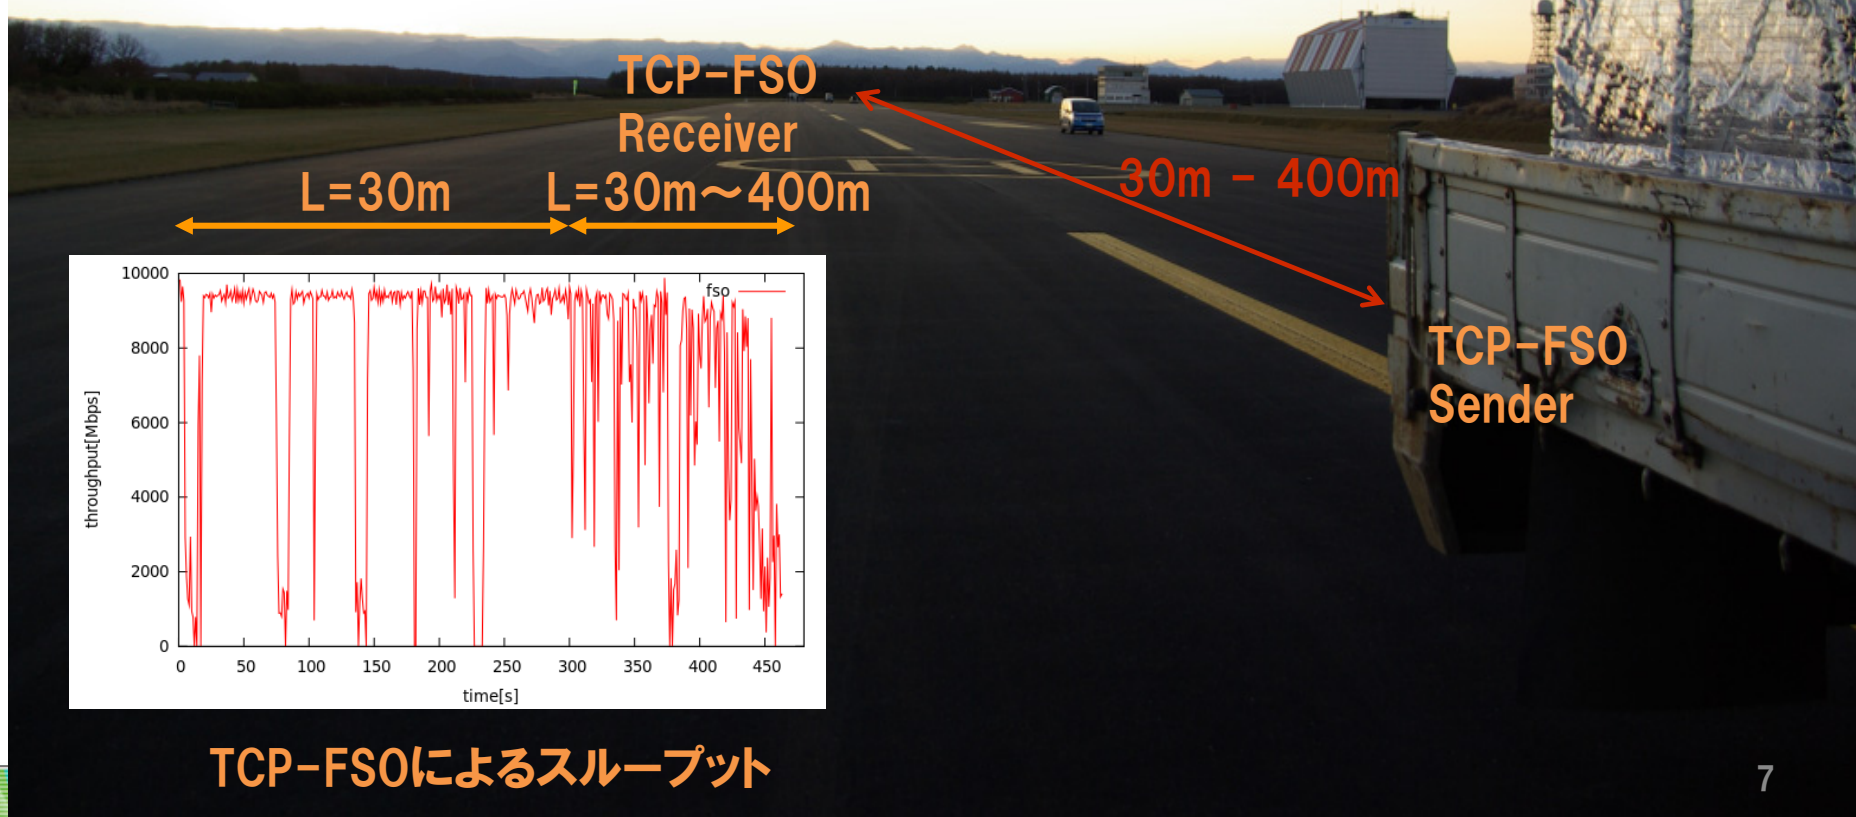 TCP-FSO
Receiver
L=30m
L=30m～400m
30m - 400m
TCP-FSO
Sender
fso
10000
8000
6000
4000
2000
0
throughput[Mbps]
0 50 100 150 200 250 300 350 400 450
time[s]
TCP-FSOによるスループット
7